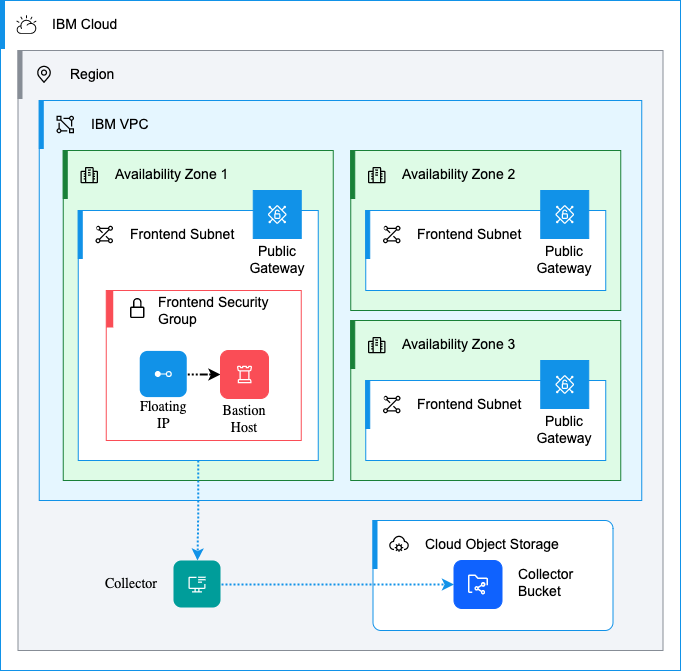 IBM Cloud
Region
IBM VPC
Availability Zone 1
Frontend Subnet
Public
Gateway
Frontend Security
Group
Floating
IP
Bastion
Host
Availability Zone 2
Frontend Subnet
Public
Gateway
Availability Zone 3
Frontend Subnet
Public
Gateway
Collector
Cloud Object Storage
Collector
Bucket